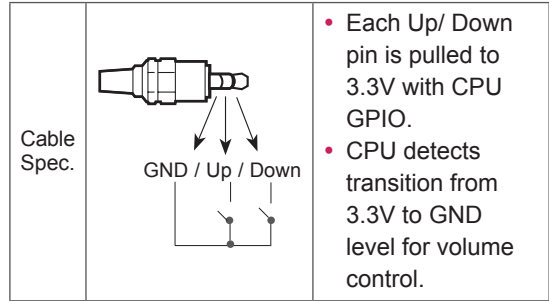 Cable
Spec.
GND / Up / Down
• Each Up/ Down
pin is pulled to
3.3V with CPU
GPIO.
• CPU detects
transition from
3.3V to GND
level for volume
control.